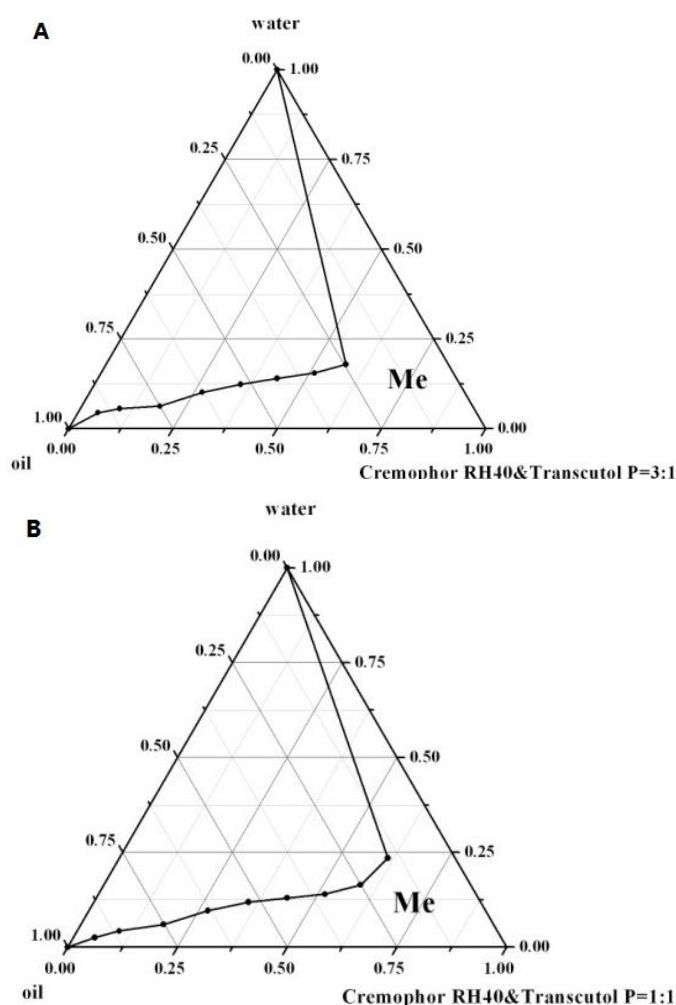 A
water
0.00 1.00
0.25 0.75
0.50 0.50
0.75 0.25
Me
1.00 0.00
0.00 0.25 0.50 0.75 1.00
oil
Cremophor RH40&Transcutol P=3:1
water
B
0.00 1.00
0.25 0.75
0.50 0.50
0.75 0.25
Me
1.00 0.00
0.00 0.25 0.50 0.75 1.00
oil
Cremophor RH40&Transcutol P=1:1